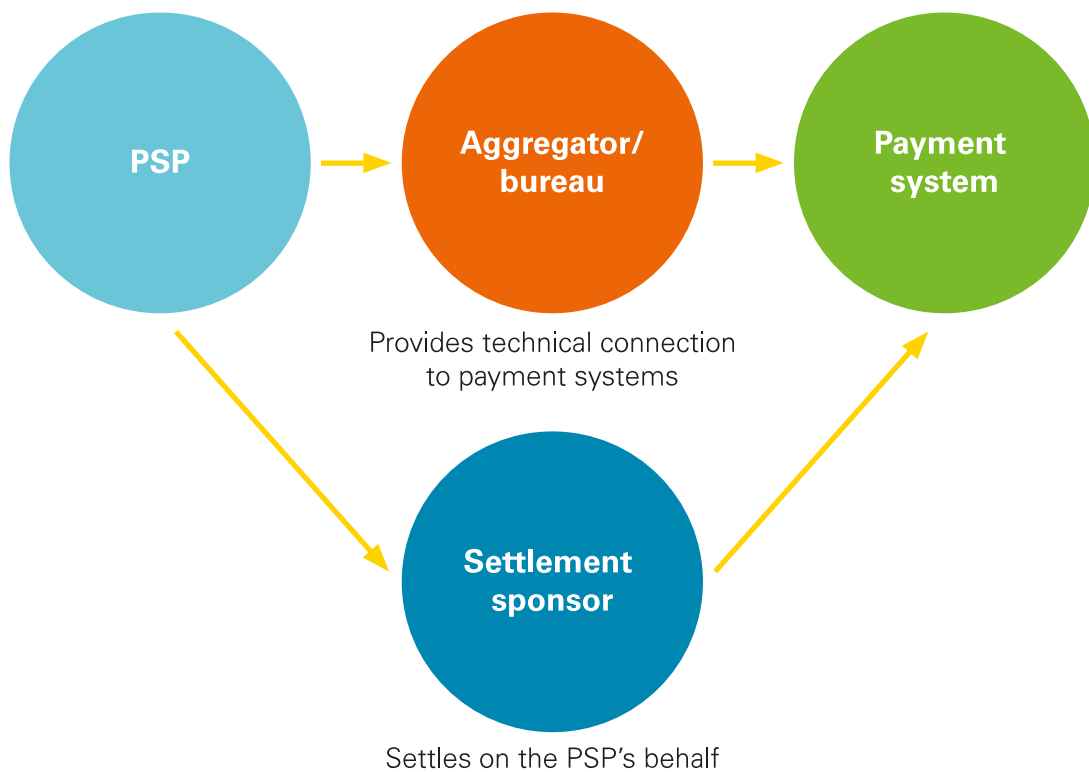 PSP
Aggregator/
bureau
Payment
system
Provides technical connection
to payment systems
Settlement
sponsor
Settles on the PSP’s behalf